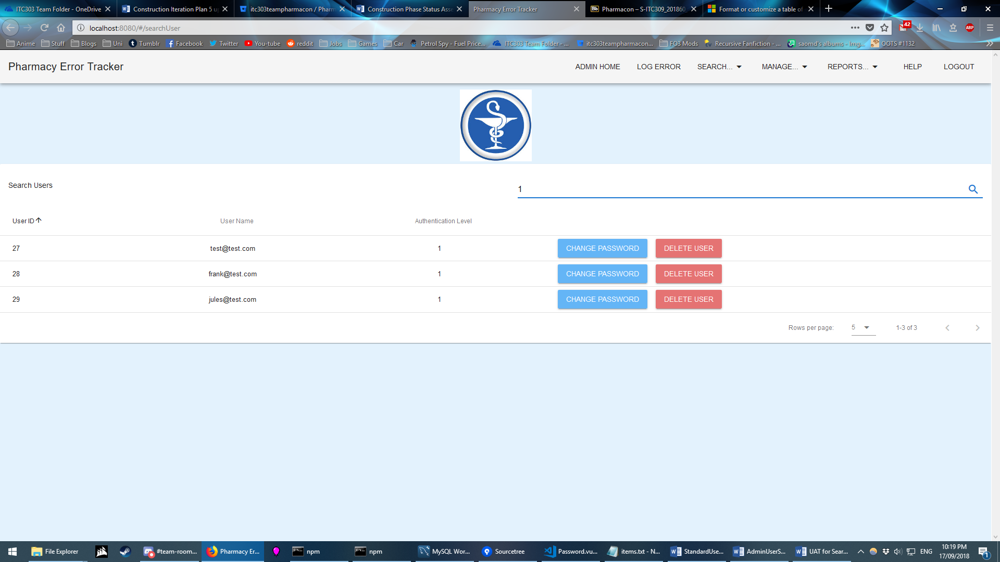 ITC303 Team Folder - OneDrive
Construction Iteration Plan 5 u
itc303teampharmacon / Pharm
Construction Phase Status Asse
Pharmacy Error Tracker
Bb Pharmacon – S-ITC309_201860_
Format or customize a table of
localhost:8080/#/searchUser
42
ABP
Anime Stuff Blogs Uni Tumblr Facebook Twitter You-tube reddit Jobs Games Car Petrol Spy - Fuel Price... ITC303 Team Folder - ... itc303teampharmacon... FO3 Mods Recursive Fanfiction - ... saomd's albums - Img... OOTS #1132
Pharmacy Error Tracker
ADMIN HOME LOG ERROR SEARCH... MANAGE... REPORTS... HELP LOGOUT
Search Users
1
User ID User Name Authentication Level
27 test@test.com 1 CHANGE PASSWORD DELETE USER
28 frank@test.com 1 CHANGE PASSWORD DELETE USER
29 jules@test.com 1 CHANGE PASSWORD DELETE USER
Rows per page: 5 1-3 of 3
File Explorer #team-room... Pharmacy Er... npm npm MySQL Wor... Sourcetree Password.vu... items.txt - N... StandardUse... AdminUserS... UAT for Sear... ENG
10:19 PM
17/09/2018
1